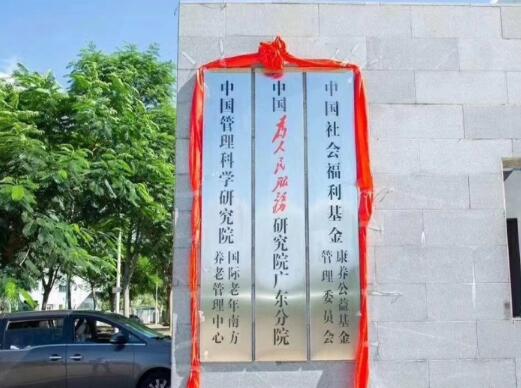 中国管理科学研究院
国际老年南方
养老管理中心
中国为人民服务研究院广东分院
中国社会福利基金
康养公益基金
管理委员会